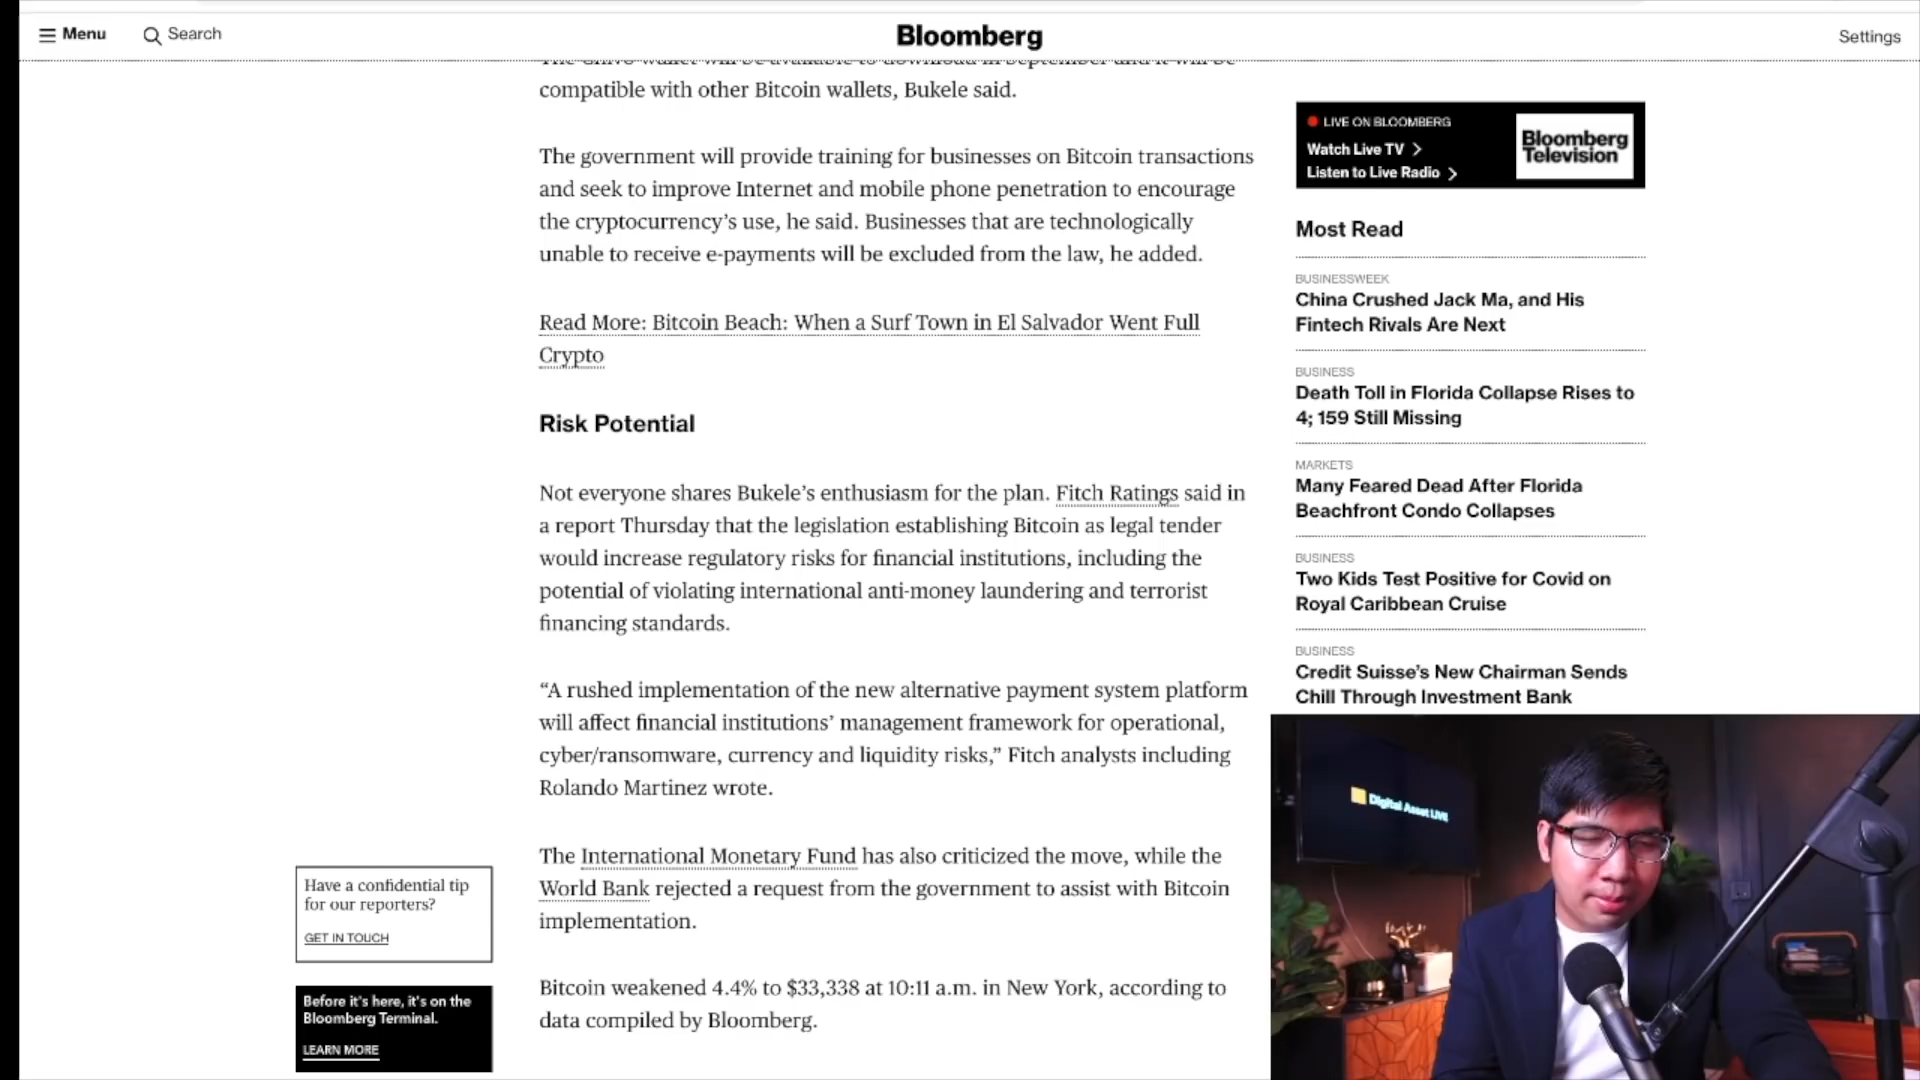 Menu
Search
Bloomberg
Settings
The Chivo wallet will be available to download in September and it will be
compatible with other Bitcoin wallets, Bukele said.
The government will provide training for businesses on Bitcoin transactions
and seek to improve Internet and mobile phone penetration to encourage
the cryptocurrency’s use, he said. Businesses that are technologically
unable to receive e-payments will be excluded from the law, he added.
Read More: Bitcoin Beach: When a Surf Town in El Salvador Went Full
Crypto
Risk Potential
Not everyone shares Bukele’s enthusiasm for the plan. Fitch Ratings said in
a report Thursday that the legislation establishing Bitcoin as legal tender
would increase regulatory risks for financial institutions, including the
potential of violating international anti-money laundering and terrorist
financing standards.
“A rushed implementation of the new alternative payment system platform
will affect financial institutions’ management framework for operational,
cyber/ransomware, currency and liquidity risks,” Fitch analysts including
Rolando Martinez wrote.
The International Monetary Fund has also criticized the move, while the
World Bank rejected a request from the government to assist with Bitcoin
implementation.
Bitcoin weakened 4.4% to $33,338 at 10:11 a.m. in New York, according to
data compiled by Bloomberg.
Have a confidential tip
for our reporters?
GET IN TOUCH
Before it's here, it's on the
Bloomberg Terminal.
LEARN MORE
LIVE ON BLOOMBERG
Watch Live TV
Listen to Live Radio
Bloomberg
Television
Most Read
BUSINESSWEEK
China Crushed Jack Ma, and His
Fintech Rivals Are Next
BUSINESS
Death Toll in Florida Collapse Rises to
4; 159 Still Missing
MARKETS
Many Feared Dead After Florida
Beachfront Condo Collapses
BUSINESS
Two Kids Test Positive for Covid on
Royal Caribbean Cruise
BUSINESS
Credit Suisse’s New Chairman Sends
Chill Through Investment Bank
Digital Asset LIVE